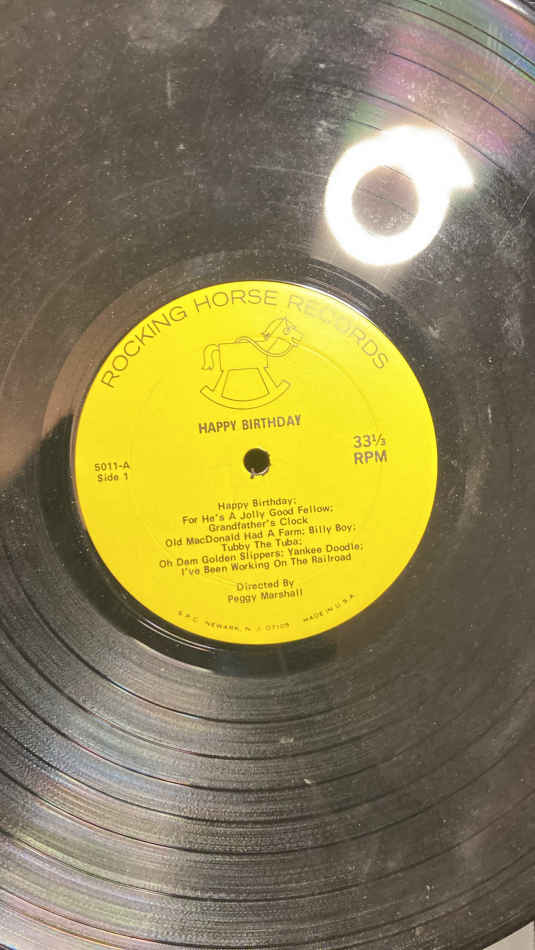 ROCKING HORSE RECORDS
HAPPY BIRTHDAY
5011-A
Side 1
33⅓
RPM
Happy Birthday;
For He's A Jolly Good Fellow;
Grandfather's Clock
Old MacDonald Had A Farm; Billy Boy;
Tubby The Tuba;
Oh Dem Golden Slippers; Yankee Doodle;
I've Been Working On The Railroad
Directed By
Peggy Marshall
S.P.C. NEWARK, N. J. 07105 MADE IN U.S.A.